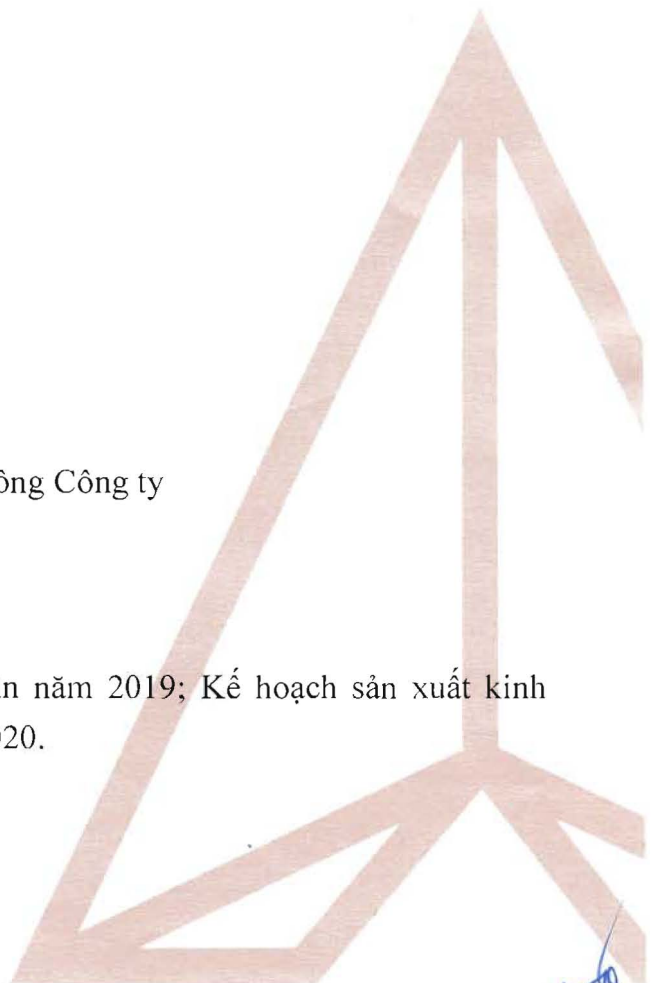 ông Công ty
n năm 2019; Kế hoạch sản xuất kinh
20.